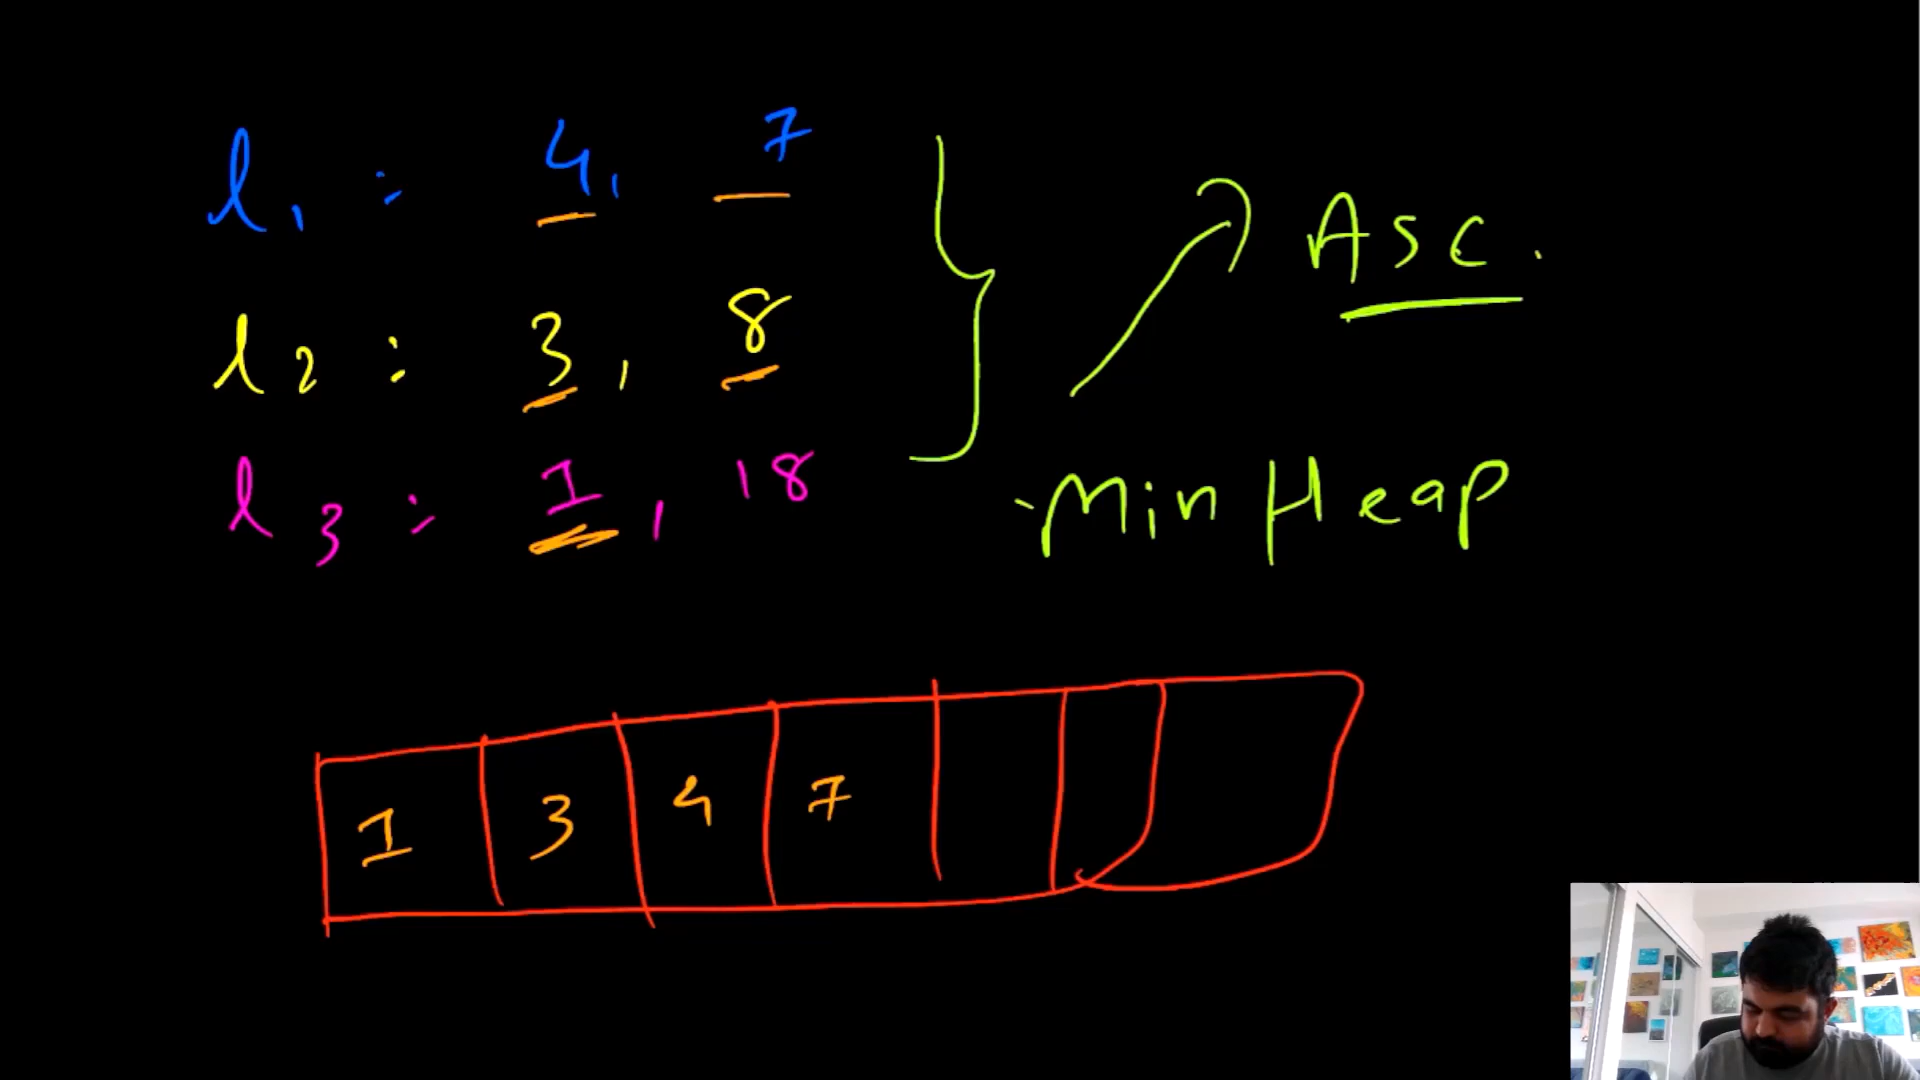 l1 : 4, 7
l2 : 3, 8
l3 : 1, 18
Asc.
Min Heap
1 3 4 7